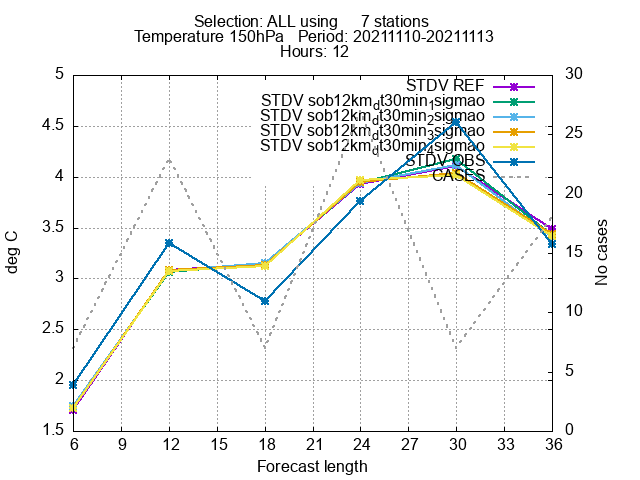 Selection: ALL using 7 stations
Temperature 150hPa Period: 20211110-20211113
Hours: 12
STDV REF
STDV sob12km_dt30min_1sigmao
STDV sob12km_dt30min_2sigmao
STDV sob12km_dt30min_3sigmao
STDV sob12km_dt30min_4sigmao
STDV OBS
CASES
5
4.5
4
3.5
3
2.5
2
1.5
deg C
30
25
20
15
10
5
0
No cases
6 9 12 15 18 21 24 27 30 33 36
Forecast length